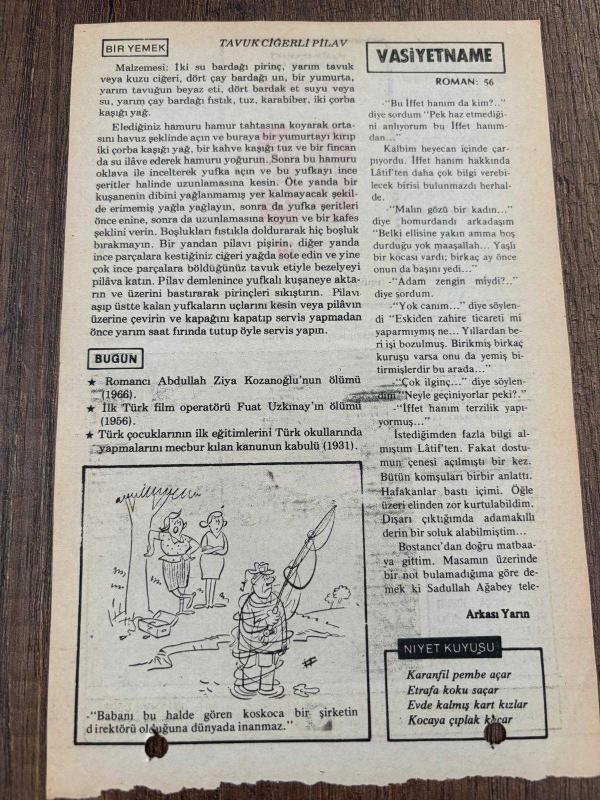 BİR YEMEK
TAVUK CİĞERLİ PİLAV
Malzemesi: İki su bardağı pirinç, yarım tavuk
veya kuzu ciğeri, dört çay bardağı un, bir yumurta,
yarım tavuğun beyaz eti, dört bardak et suyu veya
su, yarım çay bardağı fıstık, tuz, karabiber, iki çorba
kaşığı yağ.
Elediğiniz hamuru hamur tahtasına koyarak orta-
sını havuz şeklinde açın ve buraya bir yumurtayı kırıp
iki çorba kaşığı yağ, bir kahve kaşığı tuz ve bir fincan
da su ilâve ederek hamuru yoğurun. Sonra bu hamuru
oklava ile incelterek yufka açın ve bu yufkayı ince
şeritler halinde uzunlamasına kesin. Öte yanda bir
kuşanenin dibini yağlanmamış yer kalmayacak şekil-
de erimemiş yağla yağlayın, sonra da yufka şeritleri
önce enine, sonra da uzunlamasına koyun ve bir kafes
şeklini verin. Boşlukları fıstıkla doldurarak hiç boşluk
bırakmayın. Bir yandan pilavı pişirin, diğer yanda
ince parçalara kestiğiniz ciğeri yağda sote edin ve yine
çok ince parçalara böldüğünüz tavuk etiyle bezelyeyi
pilâva katın. Pilav demlenince yufkalı kuşaneye akta-
rın ve üzerini bastırarak pirinçleri sıkıştırın. Pilavı
aşıp üstte kalan yufkaların uçlarını kesin veya pilâvın
üzerine çevirin ve kapağını kapatıp servis yapmadan
önce yarım saat fırında tutup öyle servis yapın.
BUGÜN
★ Romancı Abdullah Ziya Kozanoğlu'nun ölümü
(1966).
★ İlk Türk film operatörü Fuat Uzkınay'ın ölümü
(1956).
★ Türk çocuklarının ilk eğitimlerini Türk okullarında
yapmalarını mecbur kılan kanunun kabulü (1931).
-"Babanı bu halde gören koskoca bir şirketin
direktörü olduğuna dünyada inanmaz."
VASİYETNAME
ROMAN: 56
-"Bu İffet hanım da kim?.."
diye sordum "Pek haz etmediği-
ni anlıyorum bu İffet hanım-
dan..."
Kalbim heyecan içinde çar-
pıyordu. İffet hanım hakkında
Lâtif'ten daha çok bilgi verebi-
lecek birisi bulunmazdı herhal-
de.
-"Malın gözü bir kadın..."
diye homurdandı arkadaşım
"Belki ellisine yakın amma boş
durduğu yok maaşallah... Yaşlı
bir kocası vardı; birkaç ay önce
onun da başını yedi..."
-"Adam zengin miydi?.."
diye sordum.
-"Yok canım..." diye söylen-
di "Eskiden zahire ticareti mi
yaparmıymış ne... Yıllardan be-
ri işi bozulmuş. Birikmiş birkaç
kuruşu varsa onu da yemiş bi-
tirmişlerdir bu arada..."
-"Çok ilginç..." diye söylen-
dim "Neyle geçiniyorlar peki?."
-"İffet hanım terzilik yapı-
yormuş..."
İstediğimden fazla bilgi al-
mıştım Lâtif'ten. Fakat dostu-
mun çenesi açılmıştı bir kez.
Bütün komşuları birbir anlattı.
Hafakanlar bastı içimi. Öğle
üzeri elinden zor kurtulabildim.
Dışarı çıktığımda adamakıllı
derin bir soluk alabilmiştim...
Bostancı'dan doğru matbaa-
ya gittim. Masamın üzerinde
bir not bulamadığıma göre de-
mek ki Sadullah Ağabey tele-
Arkası Yarın
NİYET KUYUSU
Karanfil pembe açar
Etrafa koku saçar
Evde kalmış kart kızlar
Kocaya çıplak kaçar